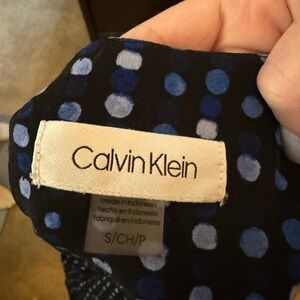 Calvin Klein
made in Indonesia
hecho en Indonesia
fabriqué en Indonésie
S/CH/P